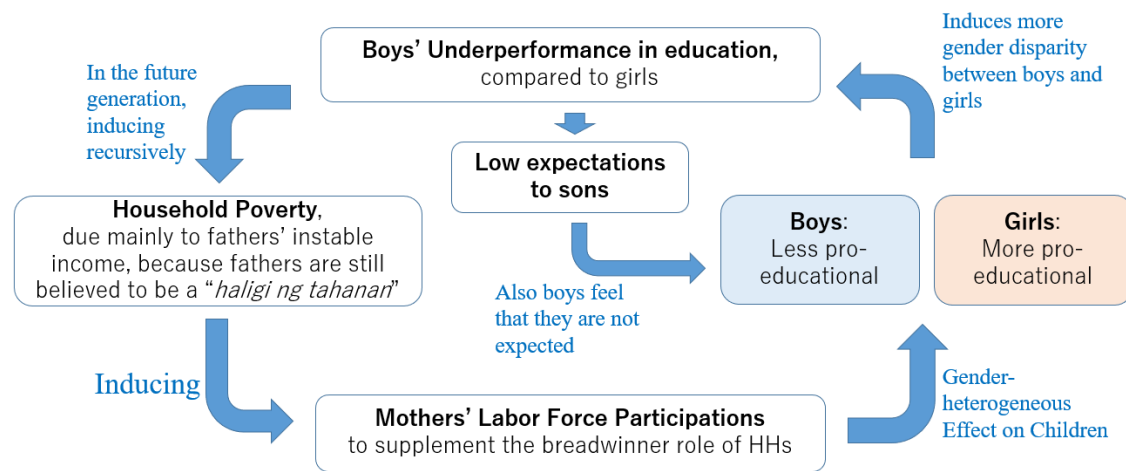 Boys' Underperformance in education,
compared to girls
Induces more
gender disparity
between boys and
girls
In the future
generation,
inducing
recursively
Low expectations
to sons
Household Poverty,
due mainly to fathers' instable
income, because fathers are still
believed to be a "haligi ng tahanan"
Boys:
Less pro-
educational
Girls:
More pro-
educational
Also boys feel
that they are not
expected
Inducing
Mothers' Labor Force Participations
to supplement the breadwinner role of HHs
Gender-
heterogeneous
Effect on Children